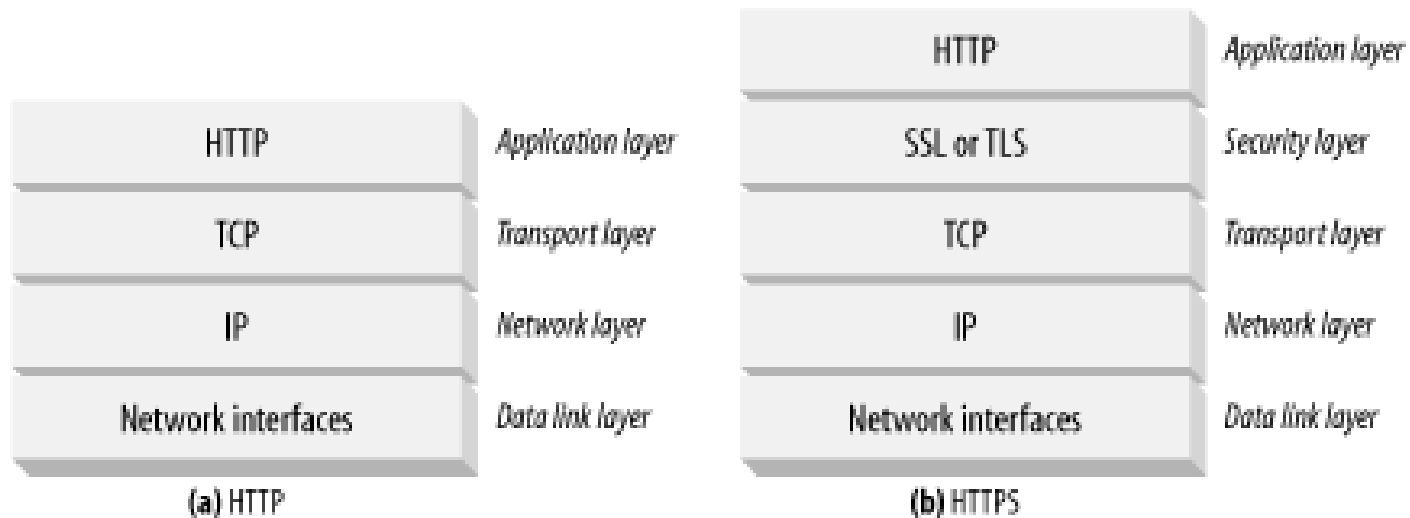 HTTP Application layer
TCP Transport layer
IP Network layer
Network interfaces Data link layer
(a) HTTP
HTTP Application layer
SSL or TLS Security layer
TCP Transport layer
IP Network layer
Network interfaces Data link layer
(b) HTTPS